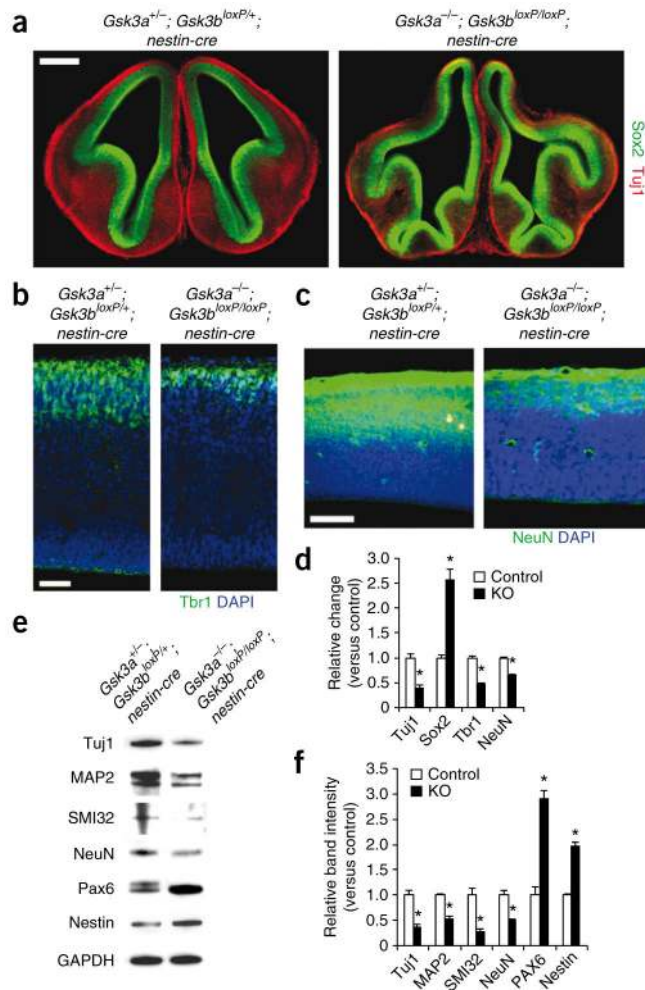 a
Gsk3a+/–; Gsk3bloxP/+;
nestin-cre
Gsk3a–/–; Gsk3bloxP/loxP;
nestin-cre
Sox2 Tuj1
b
Gsk3a+/–;
Gsk3bloxP/+;
nestin-cre
Gsk3a–/–;
Gsk3bloxP/loxP;
nestin-cre
Tbr1 DAPI
c
Gsk3a+/–;
Gsk3bloxP/+;
nestin-cre
Gsk3a–/–;
Gsk3bloxP/loxP;
nestin-cre
NeuN DAPI
d
Relative change
(versus control)
3.0
2.5
2.0
1.5
1.0
0.5
0
Control
KO
*
*
*
*
Tuj1
Sox2
Tbr1
NeuN
e
Gsk3a+/–;
Gsk3bloxP/+;
nestin-cre
Gsk3a–/–;
Gsk3bloxP/loxP;
nestin-cre
Tuj1
MAP2
SMI32
NeuN
Pax6
Nestin
GAPDH
f
Relative band intensity
(versus control)
3.5
3.0
2.5
2.0
1.5
1.0
0.5
0
Control
KO
*
*
*
*
*
*
Tuj1
MAP2
SMI32
NeuN
PAX6
Nestin